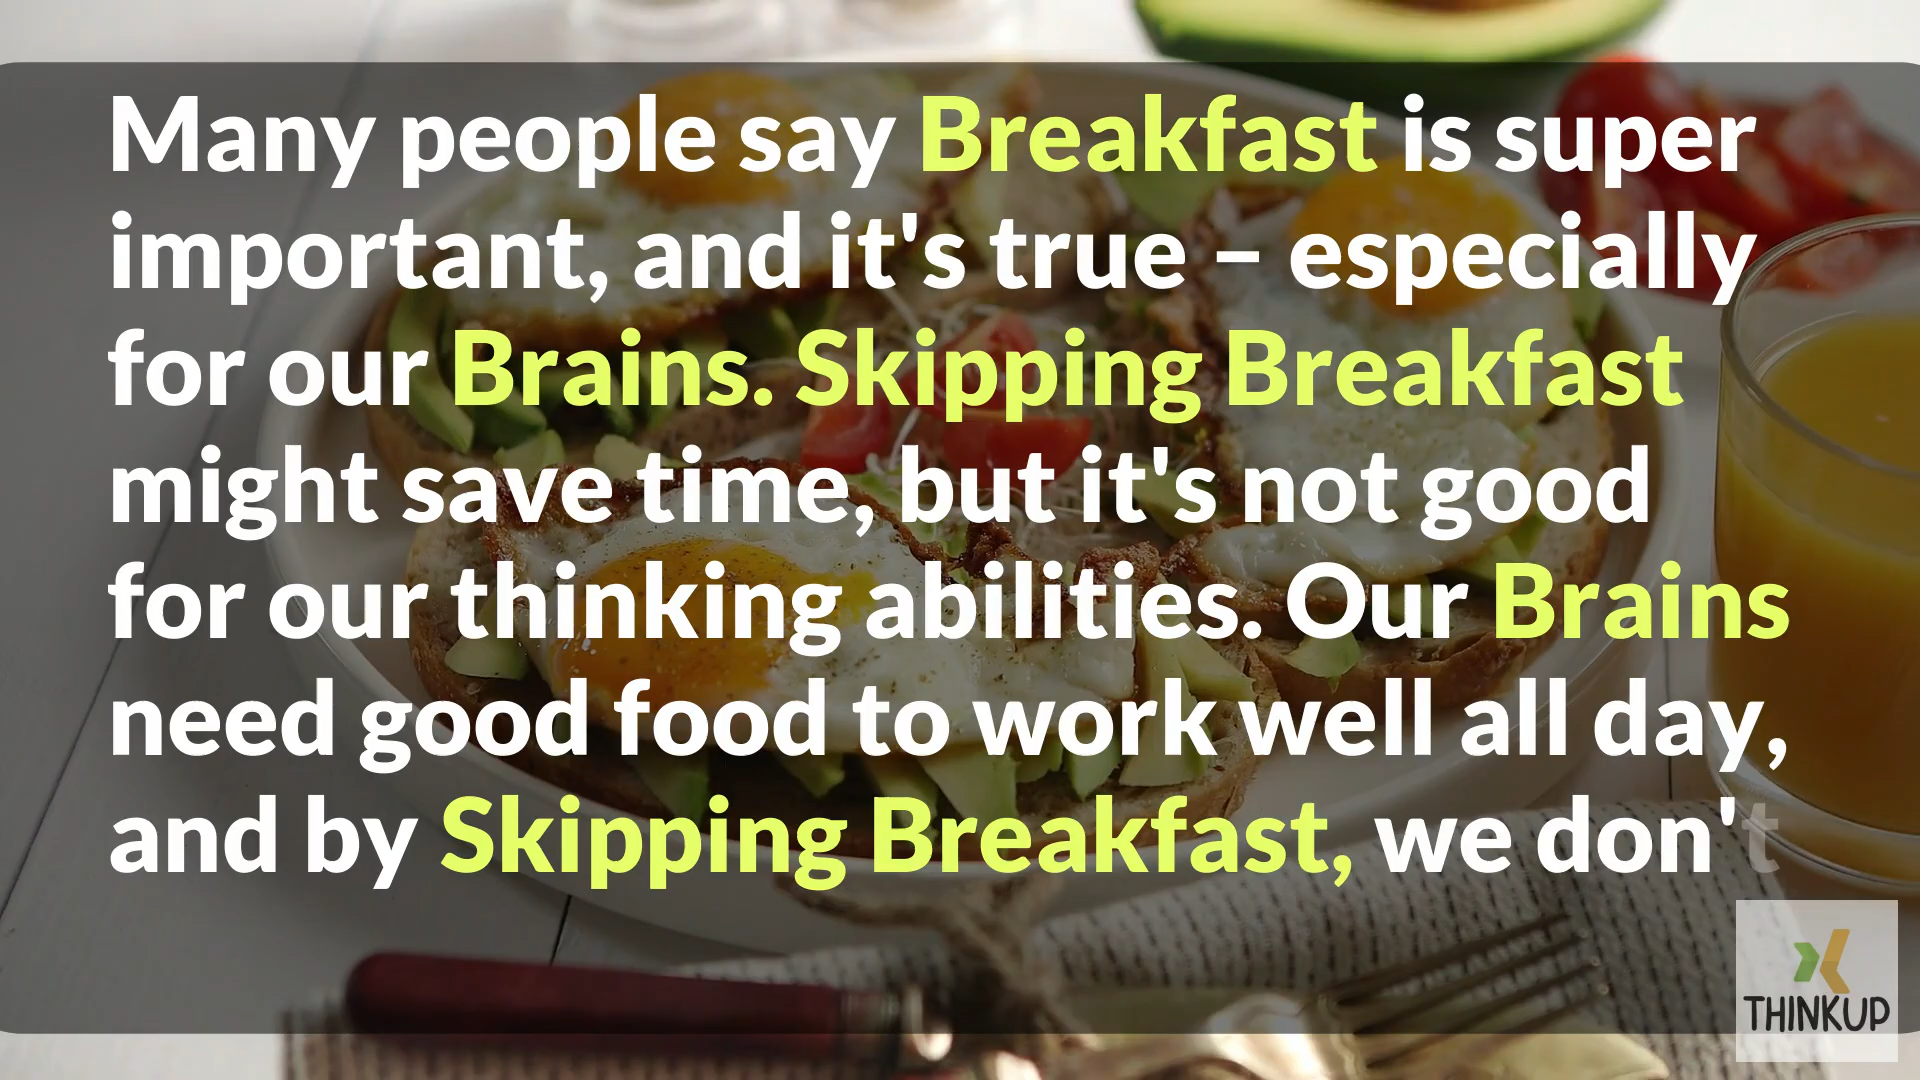 Many people say Breakfast is super
important, and it's true – especially
for our Brains. Skipping Breakfast
might save time, but it's not good
for our thinking abilities. Our Brains
need good food to work well all day,
and by Skipping Breakfast, we don't
THINKUP